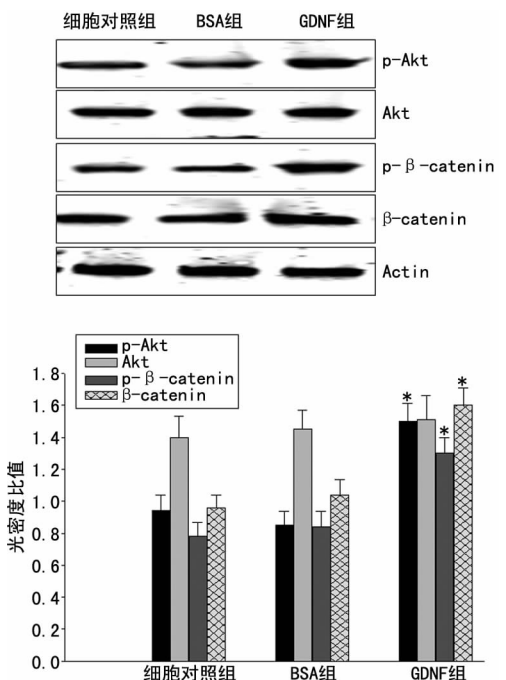 细胞对照组 BSA组 GDNF组
p-Akt
Akt
p-β-catenin
β-catenin
Actin
p-Akt
Akt
p-β-catenin
β-catenin
光密度比值
1.8
1.6
1.4
1.2
1.0
0.8
0.6
0.4
0.2
0.0
* * *
细胞对照组 BSA组 GDNF组